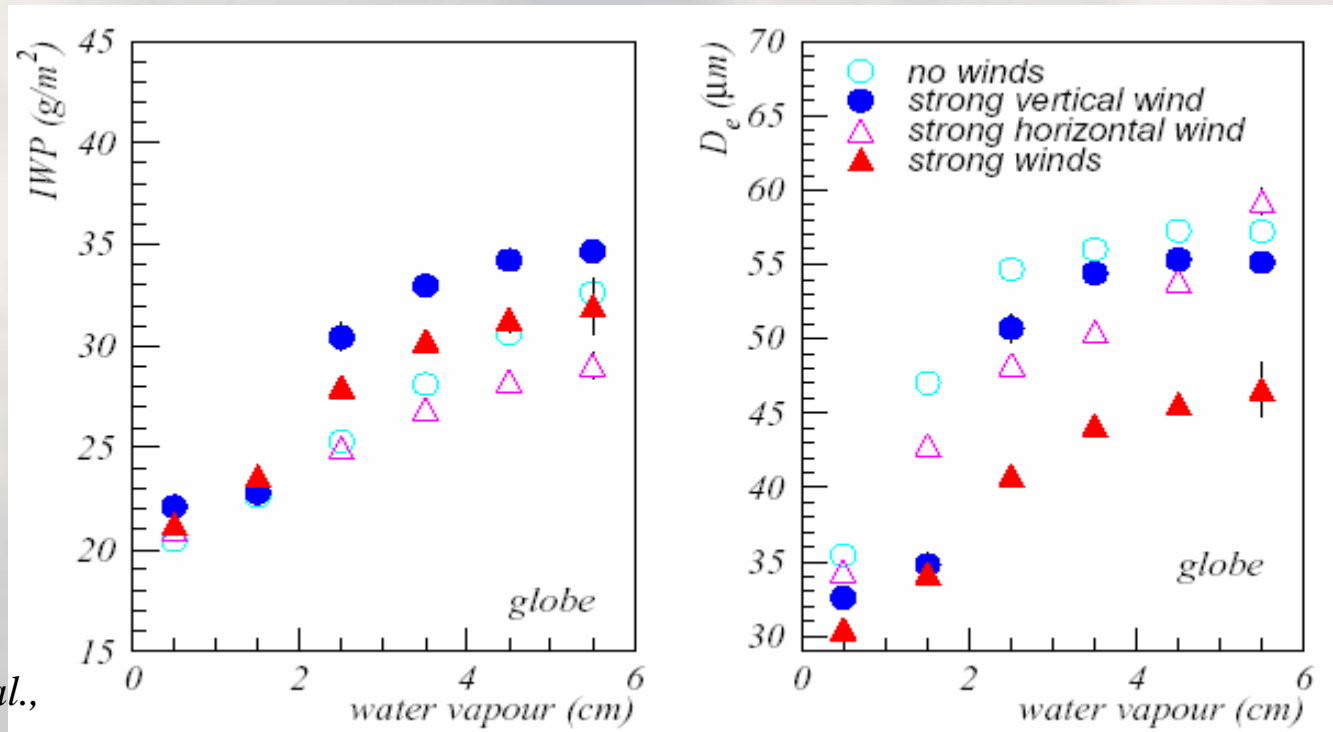 45
40
35
30
25
20
15
IWP (g/m²)
globe
0 2 4 6
water vapour (cm)
70
65
60
55
50
45
40
35
30
D_e (μm)
no winds
strong vertical wind
strong horizontal wind
strong winds
globe
0 2 4 6
water vapour (cm)
al.,